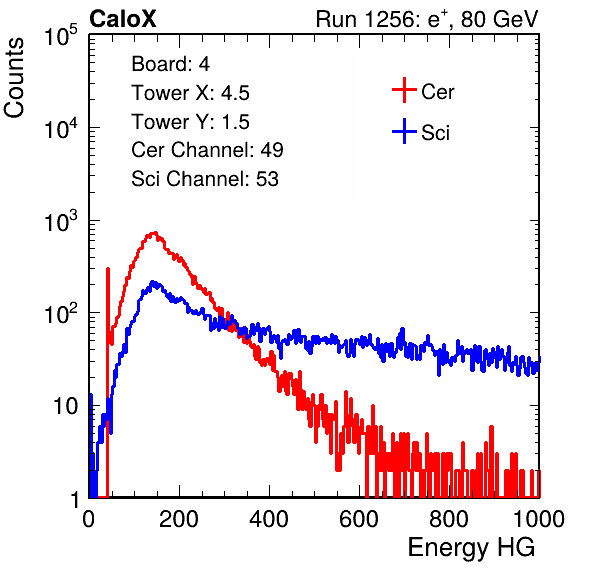 CaloX Run 1256: e⁺, 80 GeV
Counts
10⁵
10⁴
10³
10²
10
1
Board: 4
Tower X: 4.5
Tower Y: 1.5
Cer Channel: 49
Sci Channel: 53
Cer
Sci
0 200 400 600 800 1000
Energy HG